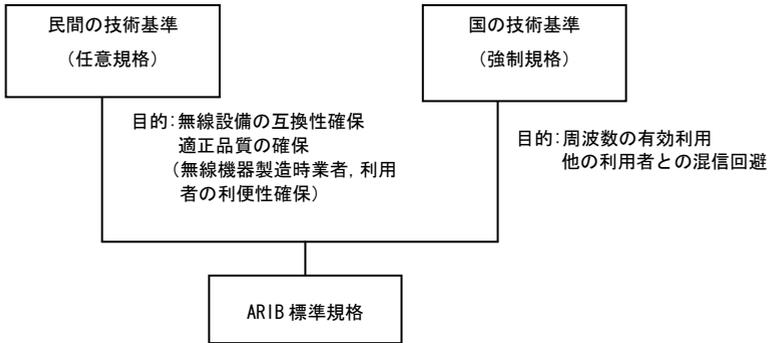 民間の技術基準
(任意規格)
国の技術基準
(強制規格)
目的:無線設備の互換性確保
適正品質の確保
(無線機器製造時業者,利用
者の利便性確保)
目的:周波数の有効利用
他の利用者との混信回避
ARIB標準規格